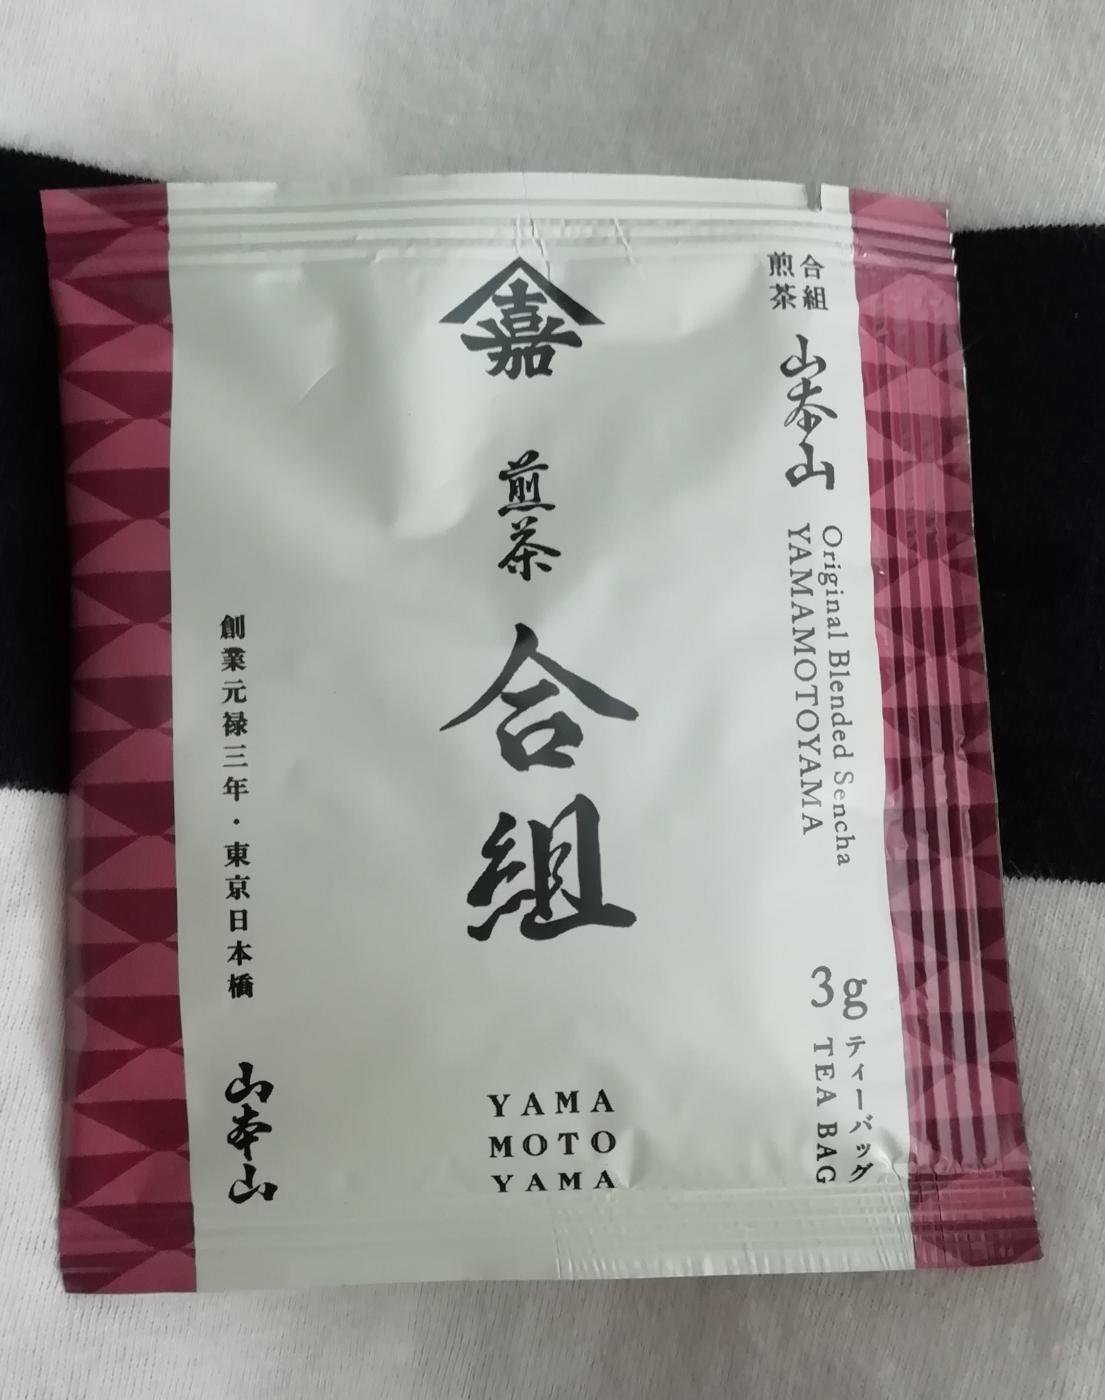 嘉
煎茶
合組
YAMA
MOTO
YAMA
合組
煎茶
山本山
Original Blended Sencha
YAMAMOTOYAMA
3g
ティーバッグ
TEA BAG
創業元禄三年・東京日本橋
山本山